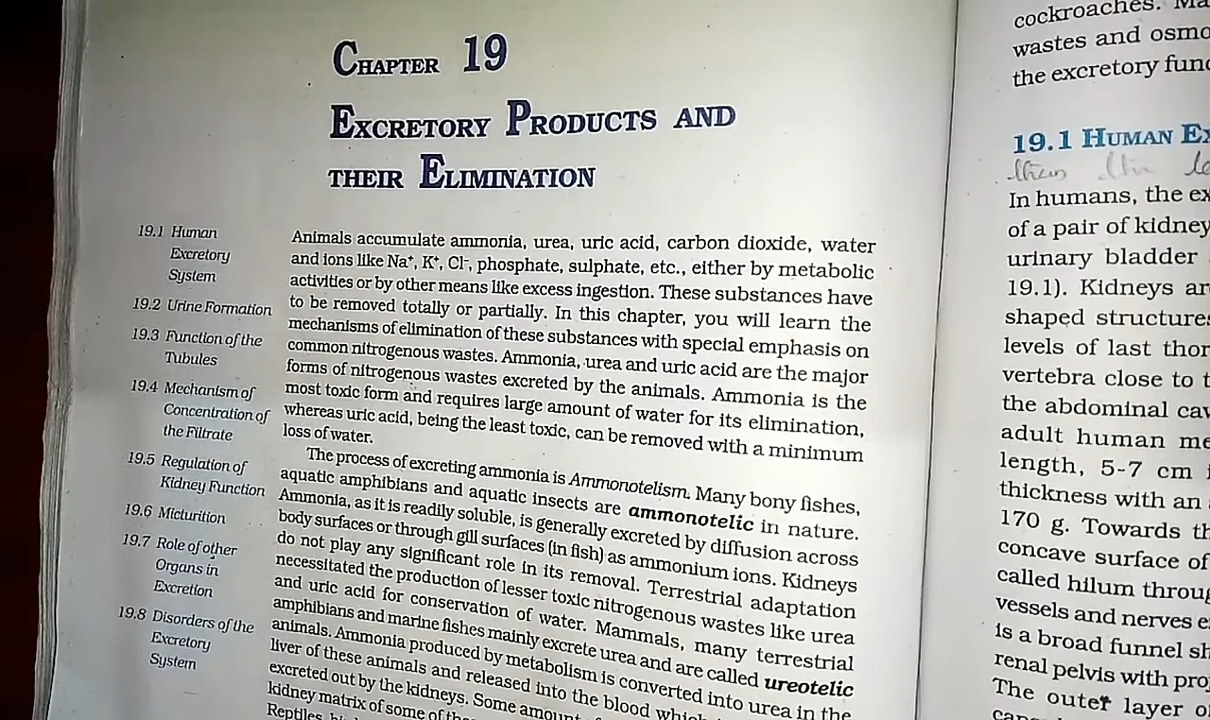 CHAPTER 19
EXCRETORY PRODUCTS AND
THEIR ELIMINATION
19.1 Human
Excretory
System
19.2 Urine Formation
19.3 Function of the
Tubules
19.4 Mechanism of
Concentration of
the Filtrate
19.5 Regulation of
Kidney Function
19.6 Micturition
19.7 Role of other
Organs in
Excretion
19.8 Disorders of the
Excretory
System
Animals accumulate ammonia, urea, uric acid, carbon dioxide, water
and ions like Na⁺, K⁺, Cl⁻, phosphate, sulphate, etc., either by metabolic
activities or by other means like excess ingestion. These substances have
to be removed totally or partially. In this chapter, you will learn the
mechanisms of elimination of these substances with special emphasis on
common nitrogenous wastes. Ammonia, urea and uric acid are the major
forms of nitrogenous wastes excreted by the animals. Ammonia is the
most toxic form and requires large amount of water for its elimination,
whereas uric acid, being the least toxic, can be removed with a minimum
loss of water.
The process of excreting ammonia is Ammonotelism. Many bony fishes,
aquatic amphibians and aquatic insects are ammonotelic in nature.
Ammonia, as it is readily soluble, is generally excreted by diffusion across
body surfaces or through gill surfaces (in fish) as ammonium ions. Kidneys
do not play any significant role in its removal. Terrestrial adaptation
necessitated the production of lesser toxic nitrogenous wastes like urea
and uric acid for conservation of water. Mammals, many terrestrial
amphibians and marine fishes mainly excrete urea and are called ureotelic
animals. Ammonia produced by metabolism is converted into urea in the
liver of these animals and released into the blood
excreted out by the kidneys. Some amount
kidney matrix of some of
Reptiles,
cockroaches.
wastes and
the excretory
19.1 HUMAN
In humans, the
of a pair of
urinary bladder
19.1). Kidneys
shaped
levels of last
vertebra close to
the abdominal
adult human
length, 5-7 cm
thickness with an
170 g. Towards
concave surface of
called hilum
vessels and nerves
is a broad funnel
renal pelvis with
The outer layer